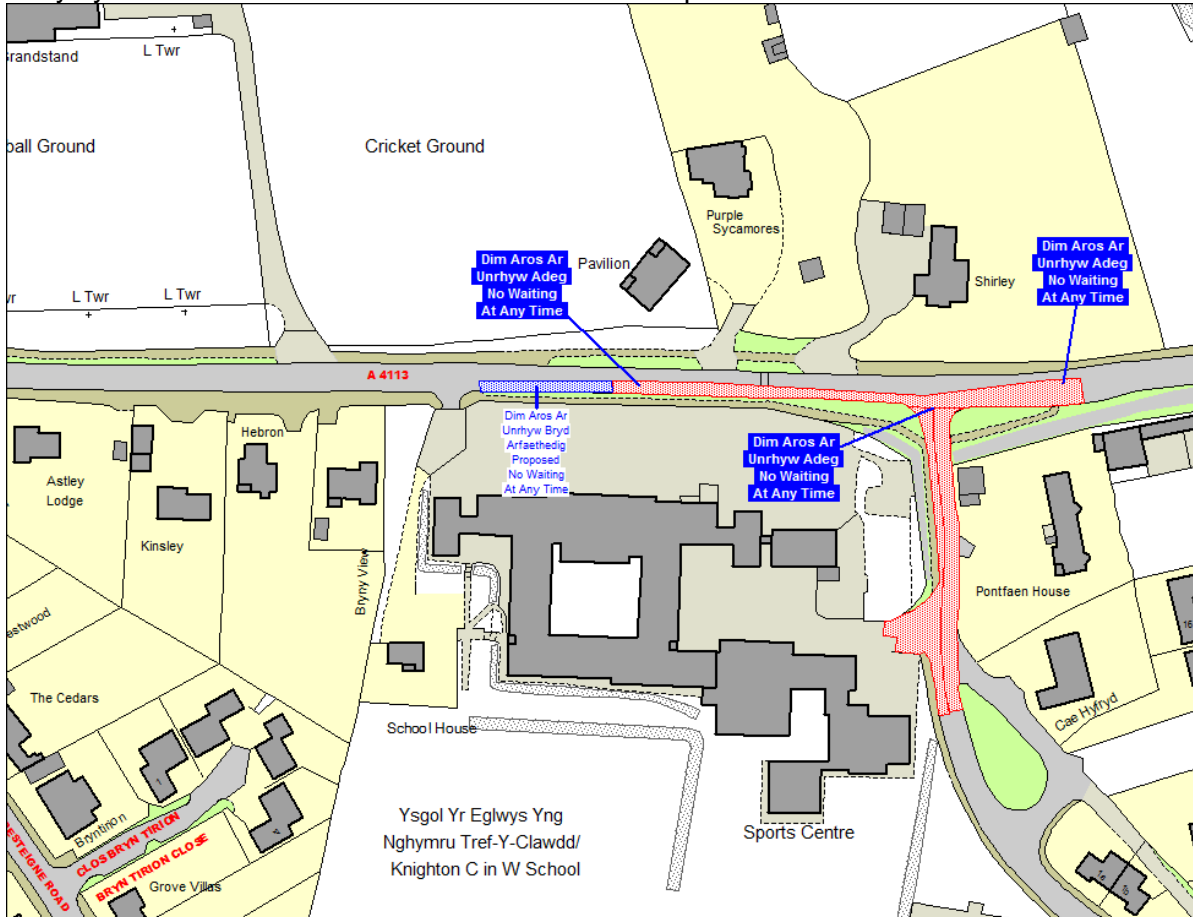 Grandstand
L Twr
ball Ground
Cricket Ground
Purple
Sycamores
Dim Aros Ar
Unrhyw Adeg
No Waiting
At Any Time
Pavilion
Dim Aros Ar
Unrhyw Adeg
No Waiting
At Any Time
Shirley
L Twr
L Twr
A 4113
Dim Aros Ar
Unrhyw Bryd
Arfaethedig
Proposed
No Waiting
At Any Time
Dim Aros Ar
Unrhyw Adeg
No Waiting
At Any Time
Hebron
Astley
Lodge
Kinsley
Bryny View
Pontfaen House
16
estwood
The Cedars
School House
Cae Hyfryd
1
4
Bryntirion
CLOS BRYN TIRION
BRYN TIRION CLOSE
ESTEIGNE ROAD
Grove Villas
Ysgol Yr Eglwys Yng
Nghymru Tref-Y-Clawdd/
Knighton C in W School
Sports Centre